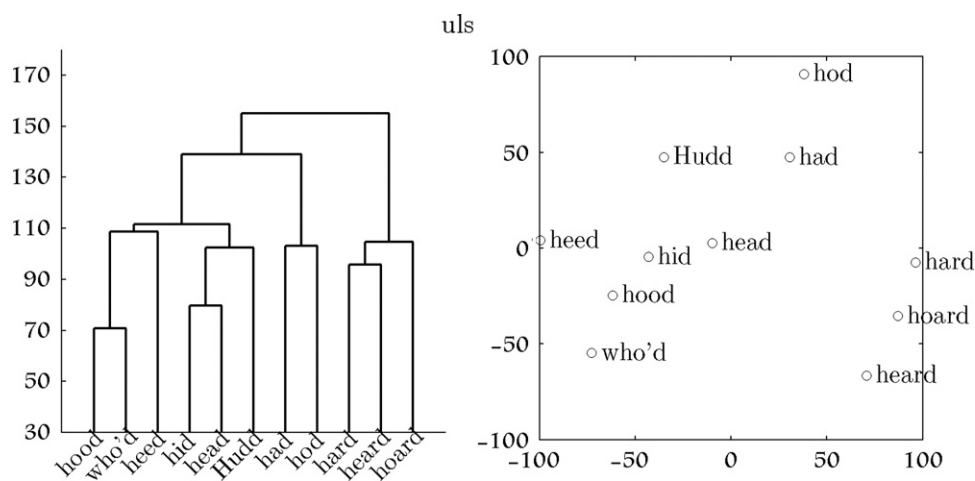 uls
170
150
130
110
90
70
50
30
hood who'd heed hid head Hudd had hod hard heard hoard
100
50
0
-50
-100
-100 -50 0 50 100
hod
Hudd
had
heed
head
hid
hard
hood
hoard
who'd
heard